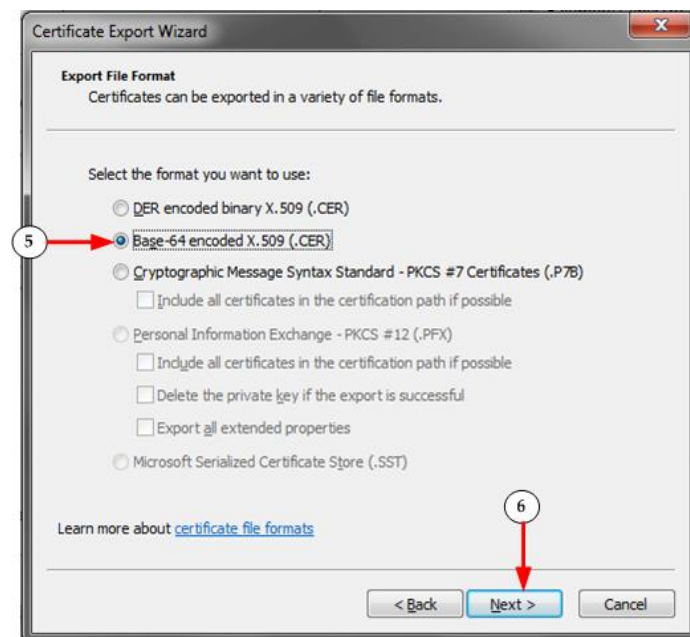 Certificate Export Wizard
Export File Format
Certificates can be exported in a variety of file formats.
Select the format you want to use:
DER encoded binary X.509 (.CER)
5
Base-64 encoded X.509 (.CER)
Cryptographic Message Syntax Standard - PKCS #7 Certificates (.P7B)
Include all certificates in the certification path if possible
Personal Information Exchange - PKCS #12 (.PFX)
Include all certificates in the certification path if possible
Delete the private key if the export is successful
Export all extended properties
Microsoft Serialized Certificate Store (.SST)
6
Learn more about certificate file formats
< Back Next > Cancel